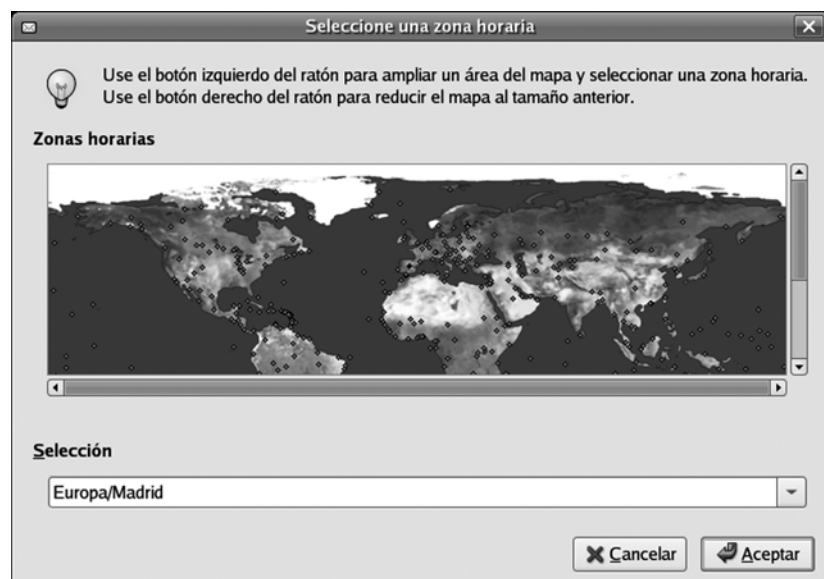 Seleccione una zona horaria
Use el botón izquierdo del ratón para ampliar un área del mapa y seleccionar una zona horaria.
Use el botón derecho del ratón para reducir el mapa al tamaño anterior.
Zonas horarias
Selección
Europa/Madrid
Cancelar
Aceptar